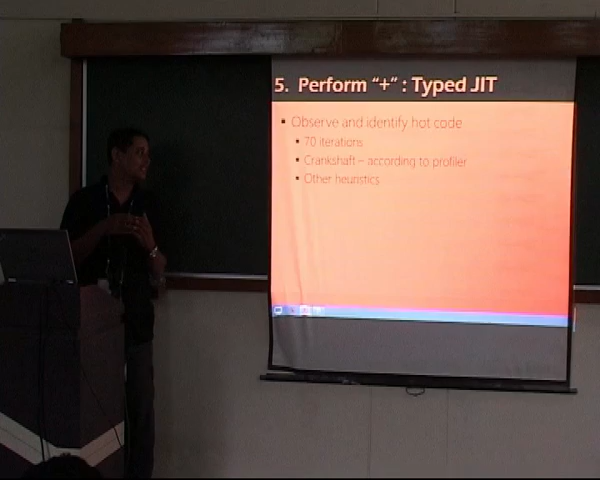 5. Perform “+” : Typed JIT
• Observe and identify hot code
• 70 iterations
• Crankshaft – according to profiler
• Other heuristics